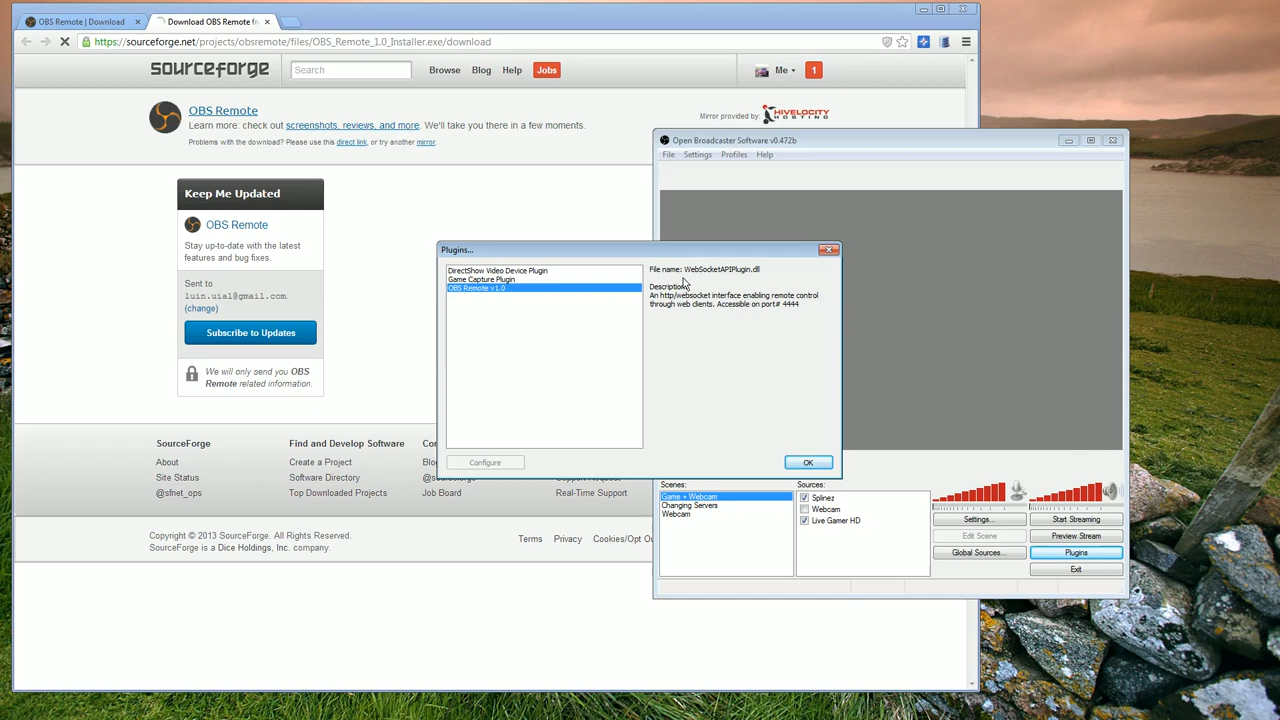 OBS Remote | Download
Download OBS Remote fr
https://sourceforge.net/projects/obsremote/files/OBS_Remote_1.0_Installer.exe/download
sourceforge
Search
Browse Blog Help Jobs
Me
1
OBS Remote
Learn more: check out screenshots, reviews, and more. We'll take you there in a few moments.
Problems with the download? Please use this direct link, or try another mirror.
Mirror provided by: HIVELOCITY
HOSTING
Keep Me Updated
OBS Remote
Stay up-to-date with the latest
features and bug fixes.
Sent to
luin.uial@gmail.com.
(change)
Subscribe to Updates
We will only send you OBS
Remote related information.
SourceForge
About
Site Status
@sfnet_ops
Find and Develop Software
Create a Project
Software Directory
Top Downloaded Projects
Co
Blog
Job Board
Real-Time Support
Copyright © 2013 SourceForge. All Rights Reserved.
SourceForge is a Dice Holdings, Inc. company.
Terms Privacy Cookies/Opt Ou
Open Broadcaster Software v0.472b
File Settings Profiles Help
Plugins...
DirectShow Video Device Plugin
Game Capture Plugin
OBS Remote v1.0
File name: WebSocketAPIPlugin.dll
Description:
An http/websocket interface enabling remote control
through web clients. Accessible on port# 4444
Configure
OK
Scenes:
Game + Webcam
Changing Servers
Webcam
Sources:
Splinez
Webcam
Live Gamer HD
Settings...
Start Streaming
Edit Scene
Preview Stream
Global Sources...
Plugins
Exit